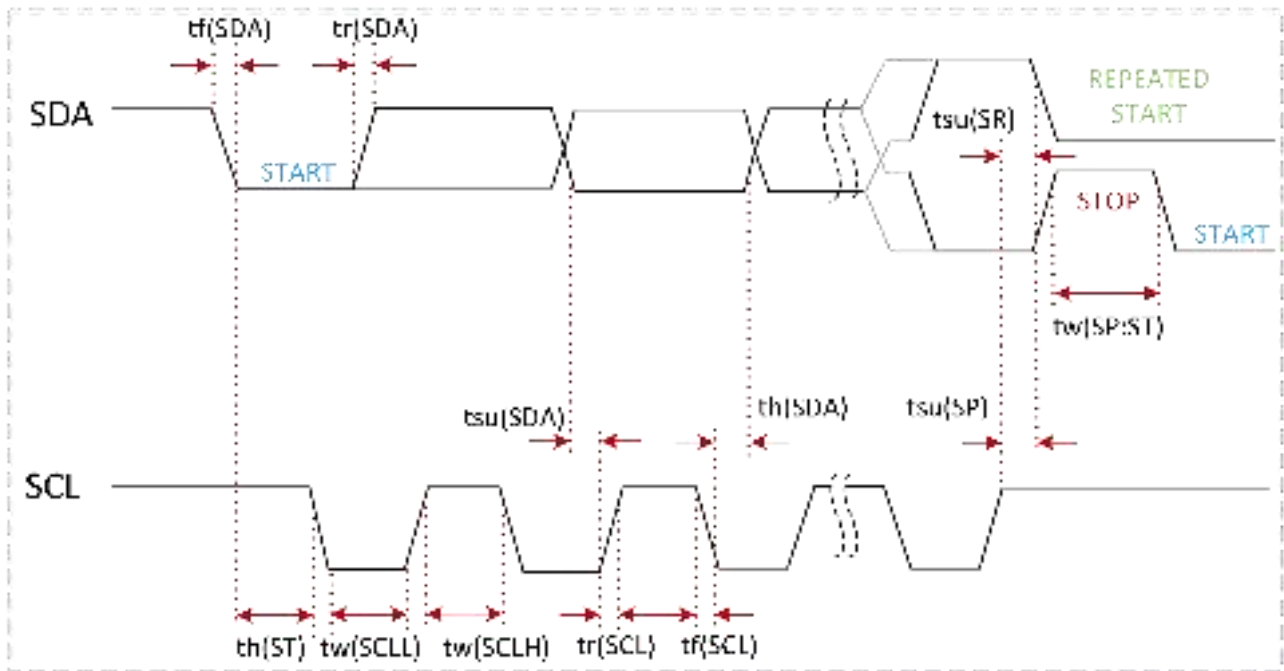 tf(SDA) tr(SDA)
SDA
START
tsu(SR)
REPEATED
START
STOP
START
tw(SP:ST)
tsu(SDA)
th(SDA)
tsu(SP)
SCL
th(ST) tw(SCLL) tw(SCLH) tr(SCL) tf(SCL)